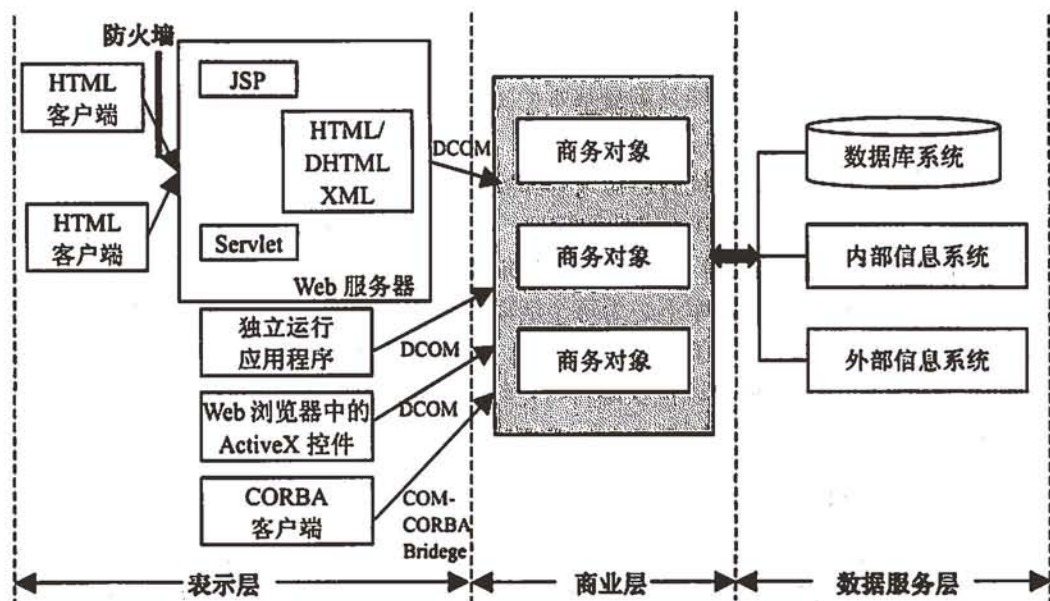 防火墙
HTML
客户端
HTML
客户端
JSP
HTML/
DHTML
XML
Servlet
Web 服务器
DCOM
独立运行
应用程序
DCOM
Web 浏览器中的
ActiveX 控件
DCOM
CORBA
客户端
COM-
CORBA
Bridege
商务对象
商务对象
商务对象
数据库系统
内部信息系统
外部信息系统
表示层
商业层
数据服务层